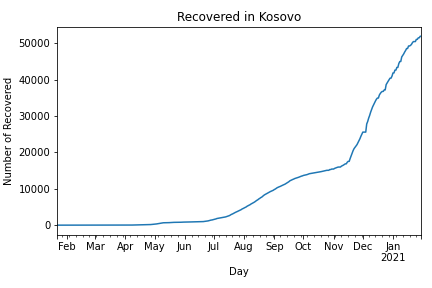 Recovered in Kosovo
Number of Recovered
50000
40000
30000
20000
10000
0
Feb Mar Apr May Jun Jul Aug Sep Oct Nov Dec Jan
2021
Day